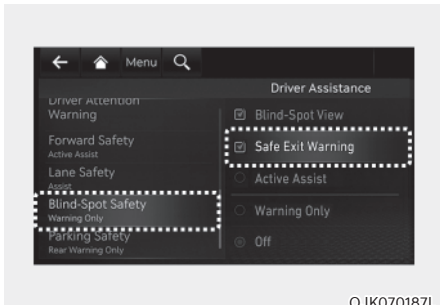 Menu
Driver Assistance
Driver Attention
Warning
Forward Safety
Active Assist
Lane Safety
Assist
Blind-Spot Safety
Warning Only
Parking Safety
Rear Warning Only
Blind-Spot View
Safe Exit Warning
Active Assist
Warning Only
Off
OJK070187L